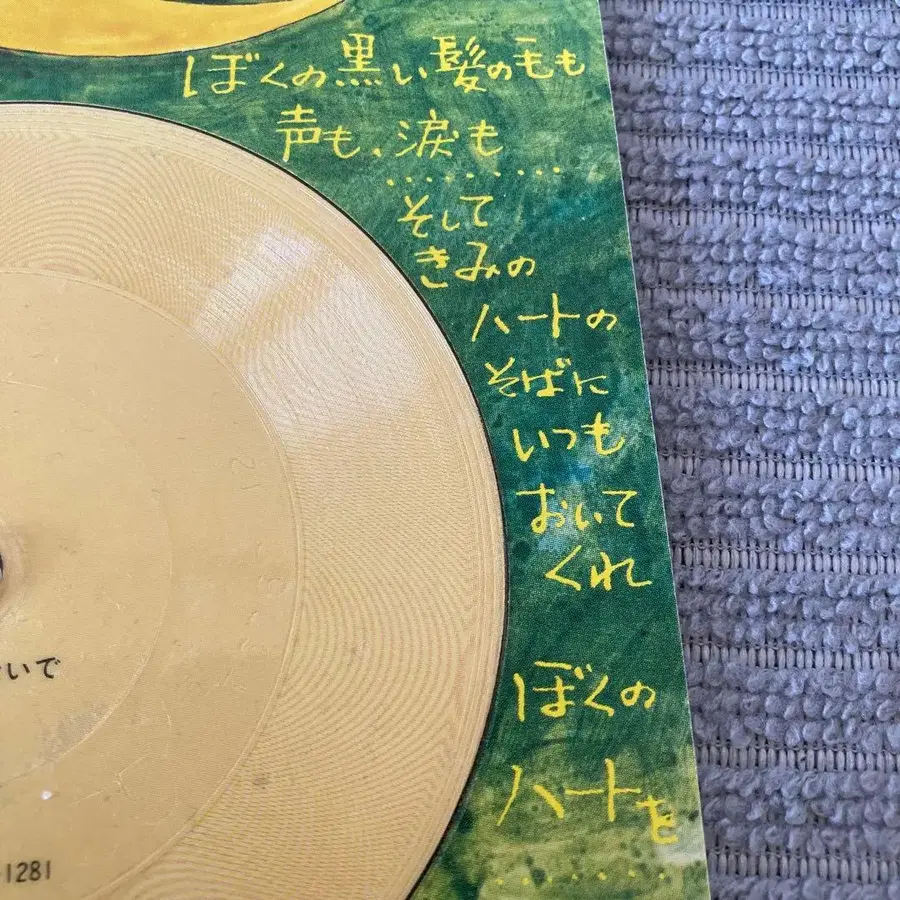 ぼくの黒い髪の毛も
声も、涙も
.........
そして
きみの
ハートの
そばに
いつも
おいて
くれ
ぼくの
ハートを
........
いで
1281